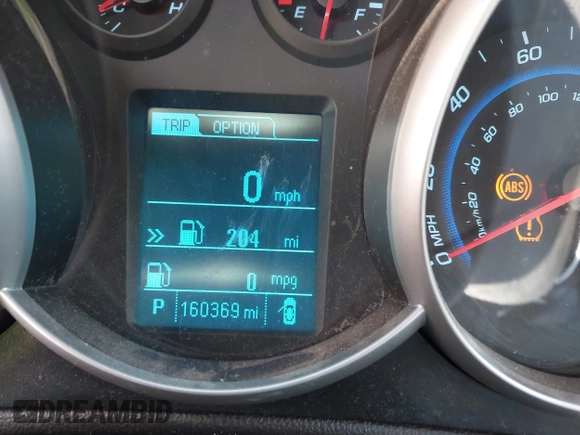 C H
E F
TRIP OPTION
0 mph
204 mi
0 mpg
P 160369 mi
0 MPH 20 40 60
0 km/h 20 40 60 80 100
ABS
DREAMBID